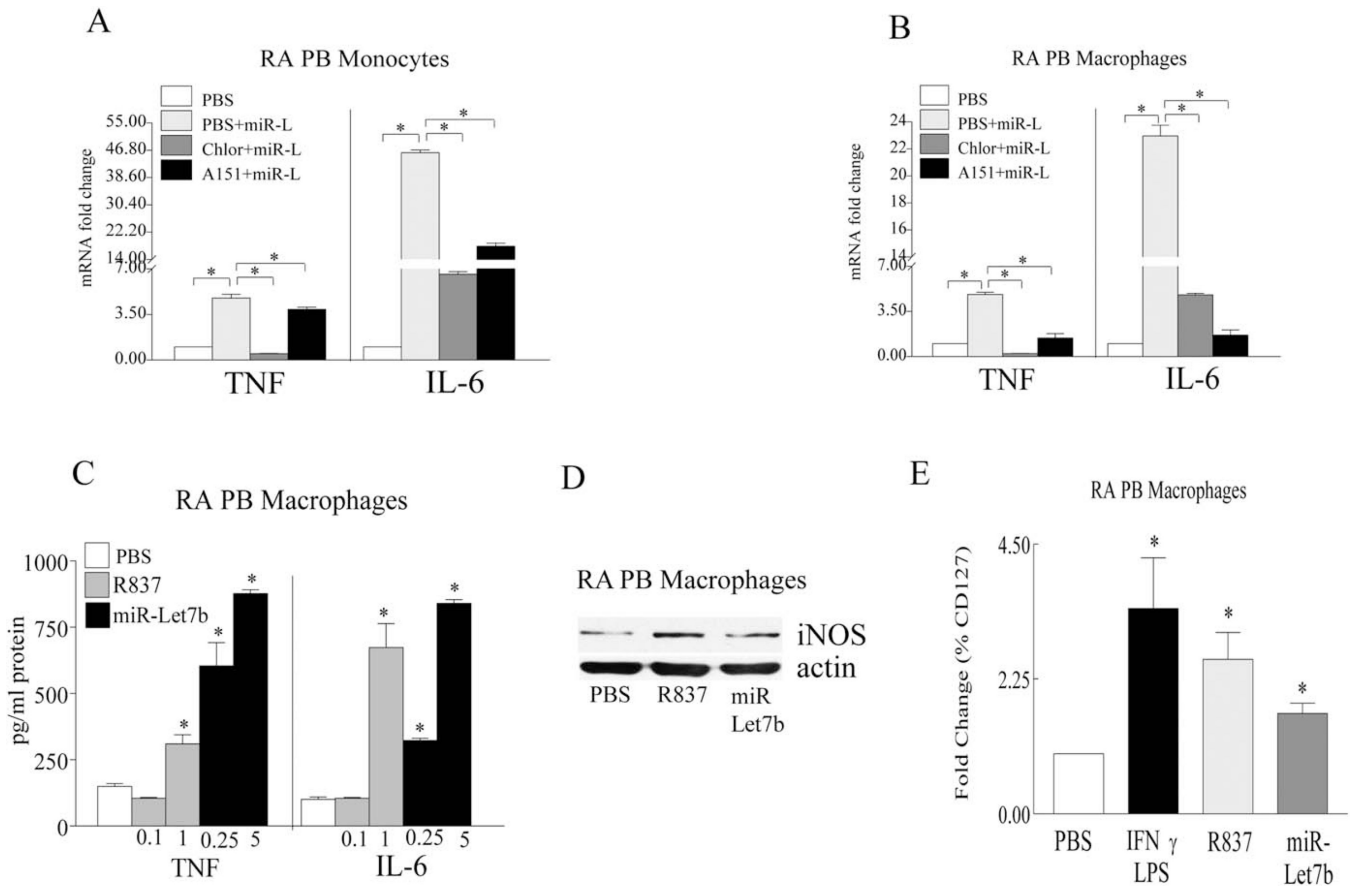 A
RA PB Monocytes
PBS
PBS+miR-L
Chlor+miR-L
A151+miR-L
mRNA fold change
55.00
46.80
38.60
30.40
22.20
14.00
7.00
3.50
0.00
* * *
* * *
TNF
IL-6
B
RA PB Macrophages
PBS
PBS+miR-L
Chlor+miR-L
A151+miR-L
mRNA fold change
24
22
20
18
16
14
14
7.00
3.50
0.00
* * *
* * *
TNF
IL-6
C
RA PB Macrophages
PBS
R837
miR-Let7b
pg/ml protein
1000
750
500
250
0
* * *
* * *
0.1 1 0.25 5 0.1 1 0.25 5
TNF
IL-6
D
RA PB Macrophages
iNOS
actin
PBS R837 miR
Let7b
E
RA PB Macrophages
Fold Change (% CD127)
4.50
2.25
0.00
* * *
PBS IFN γ R837 miR-
LPS Let7b